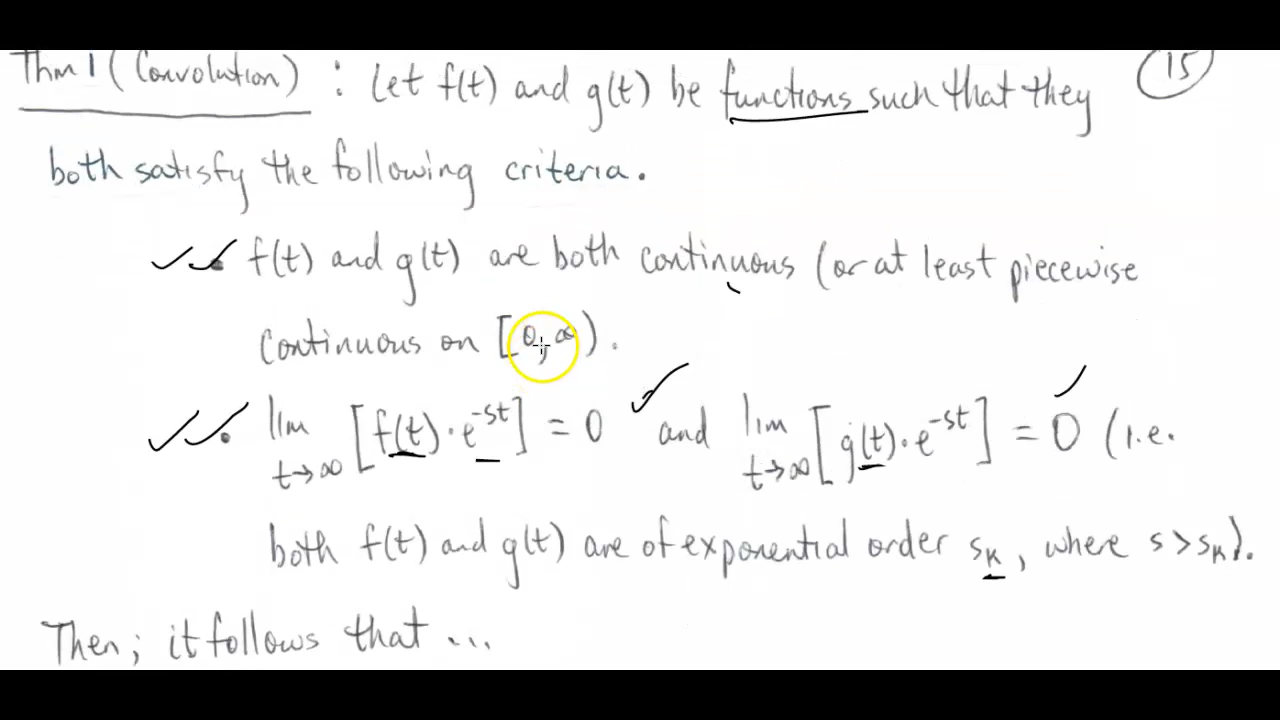 Thm 1 (Convolution) : Let f(t) and g(t) be functions such that they
15
both satisfy the following criteria.
• f(t) and g(t) are both continuous (or at least piecewise
continuous on [0,∞).
• lim t→∞ [f(t)·e^-st] = 0 and lim t→∞ [g(t)·e^-st] = 0 (i.e.
both f(t) and g(t) are of exponential order s_k, where s > s_k).
Then; it follows that ...